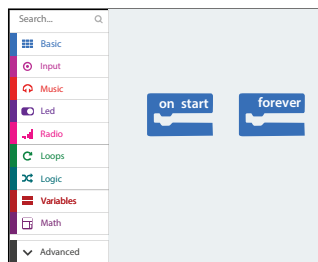 Search...
Basic
Input
Music
Led
Radio
Loops
Logic
Variables
Math
Advanced
on start
forever